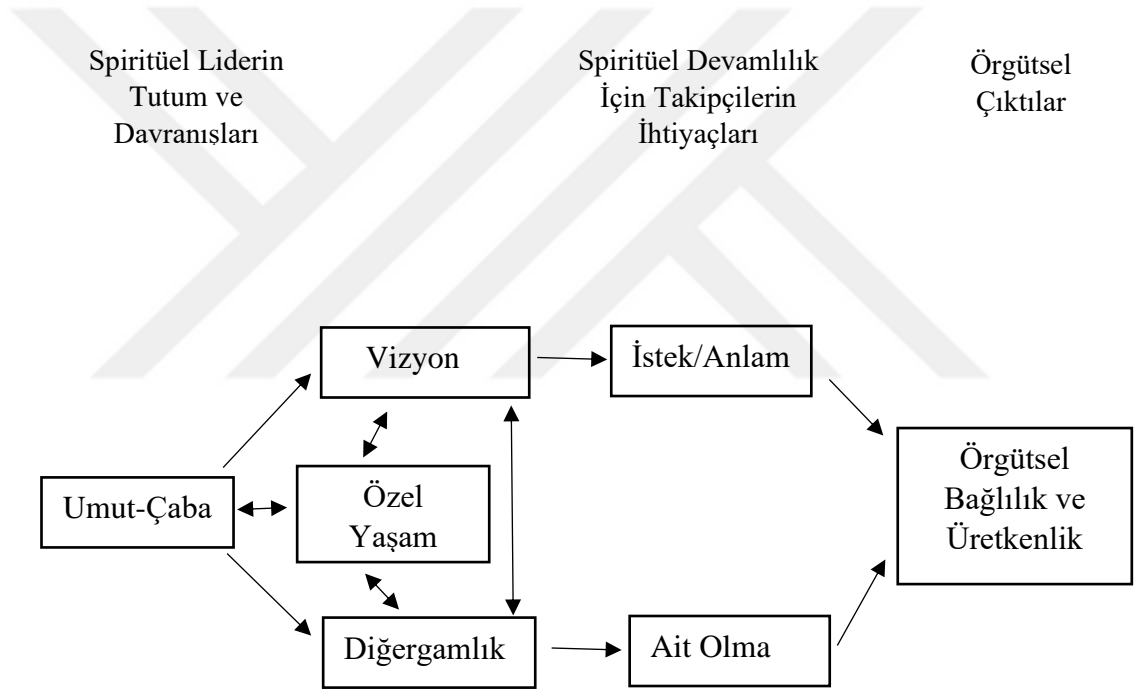 Spiritüel Liderin
Tutum ve
Davranışları
Spiritüel Devamlılık
İçin Takipçilerin
İhtiyaçları
Örgütsel
Çıktılar
Vizyon
İstek/Anlam
Umut-Çaba
Özel
Yaşam
Örgütsel
Bağlılık ve
Üretkenlik
Diğergamlık
Ait Olma